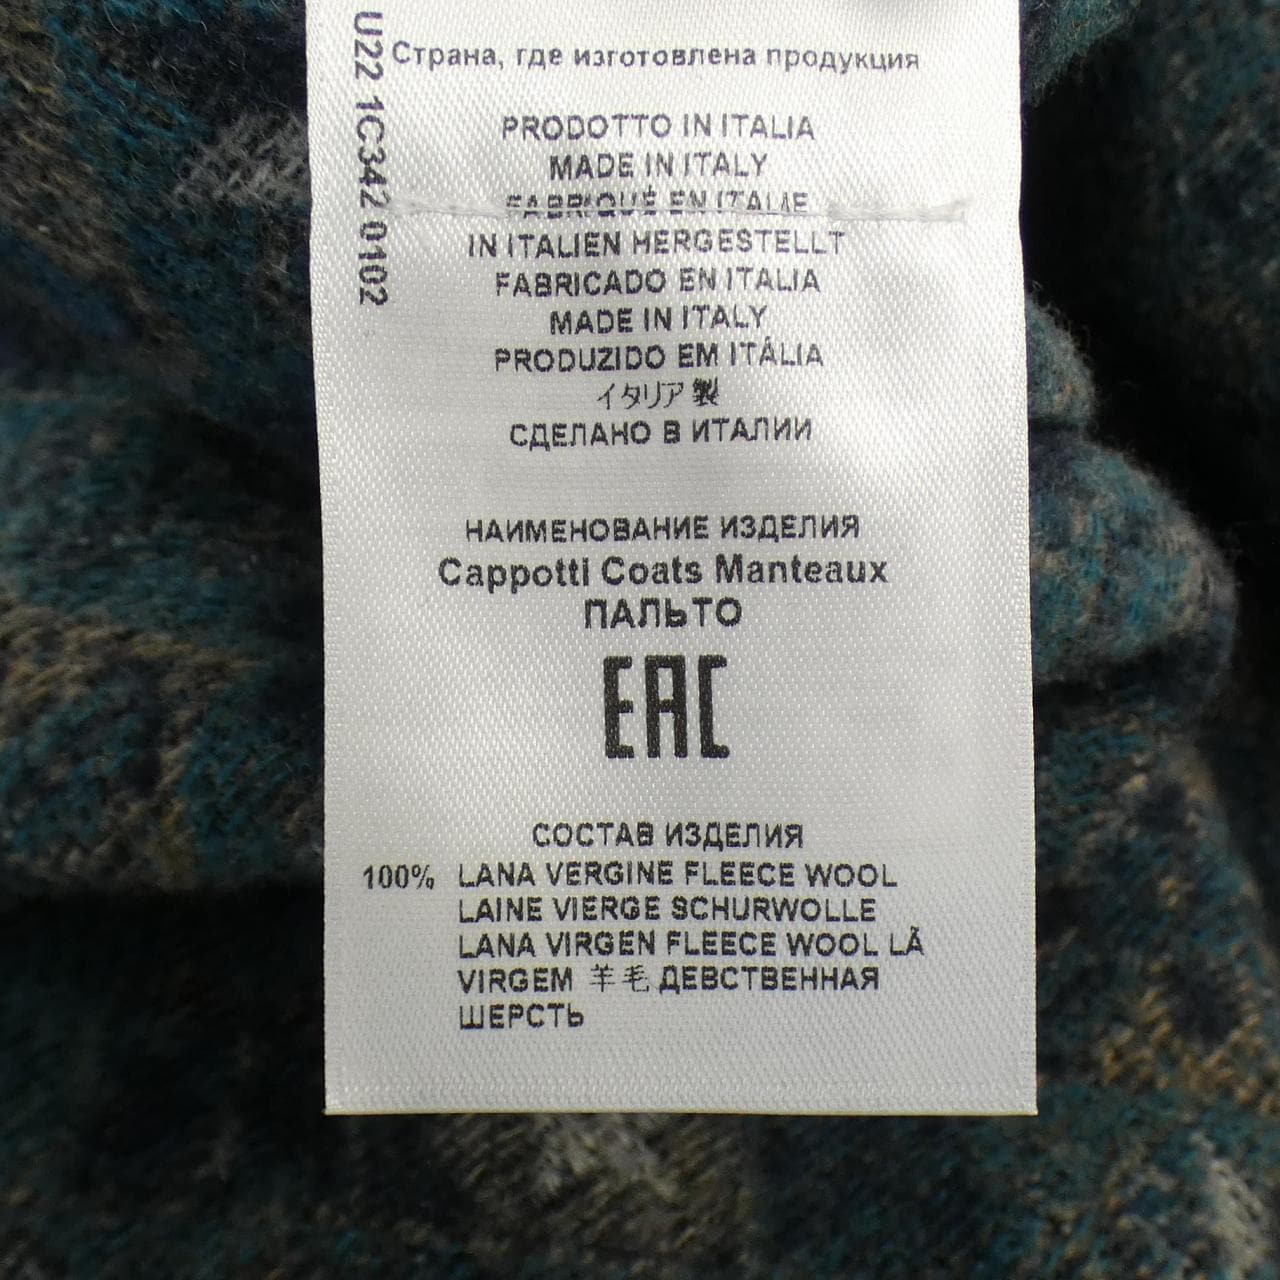 U22 1C342 0102
Страна, где изготовлена продукция
PRODOTTO IN ITALIA
MADE IN ITALY
FABRIQUÉ EN ITALIE
IN ITALIEN HERGESTELLT
FABRICADO EN ITALIA
MADE IN ITALY
PRODUZIDO EM ITÁLIA
イタリア製
СДЕЛАНО В ИТАЛИИ
НАИМЕНОВАНИЕ ИЗДЕЛИЯ
Cappotti Coats Manteaux
ПАЛЬТО
EAC
СОСТАВ ИЗДЕЛИЯ
100% LANA VERGINE FLEECE WOOL
LAINE VIERGE SCHURWOLLE
LANA VIRGEN FLEECE WOOL LÃ
VIRGEM 羊毛 ДЕВСТВЕННАЯ
ШЕРСТЬ